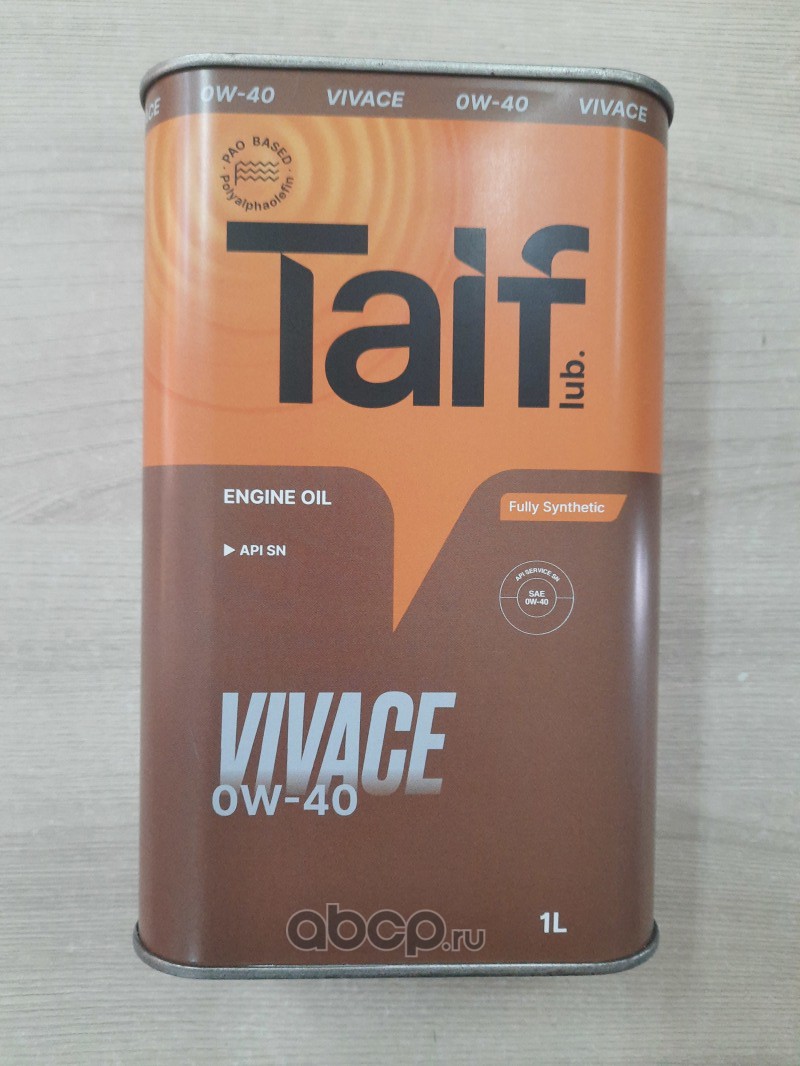 CE 0W-40 VIVACE 0W-40 VIVACE
PAO BASED
Polyalphaolefin
Taif
lub.
ENGINE OIL
Fully Synthetic
API SN
API SERVICE SN
SAE
0W-40
VIVACE
0W-40
1L
abcp.ru